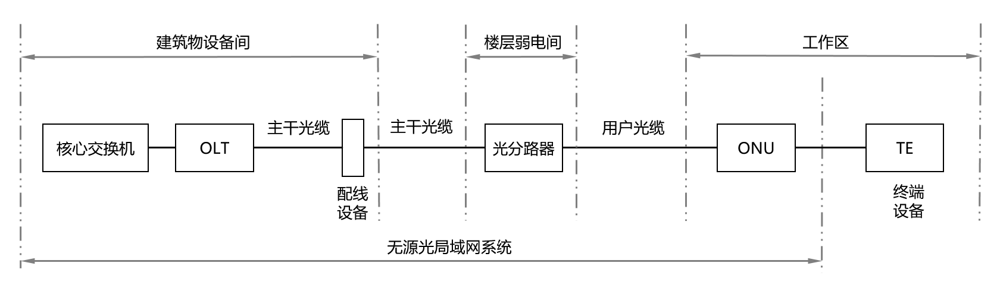 建筑物设备间
楼层弱电间
工作区
核心交换机
OLT
主干光缆
配线
设备
主干光缆
光分路器
用户光缆
ONU
TE
终端
设备
无源光局域网系统